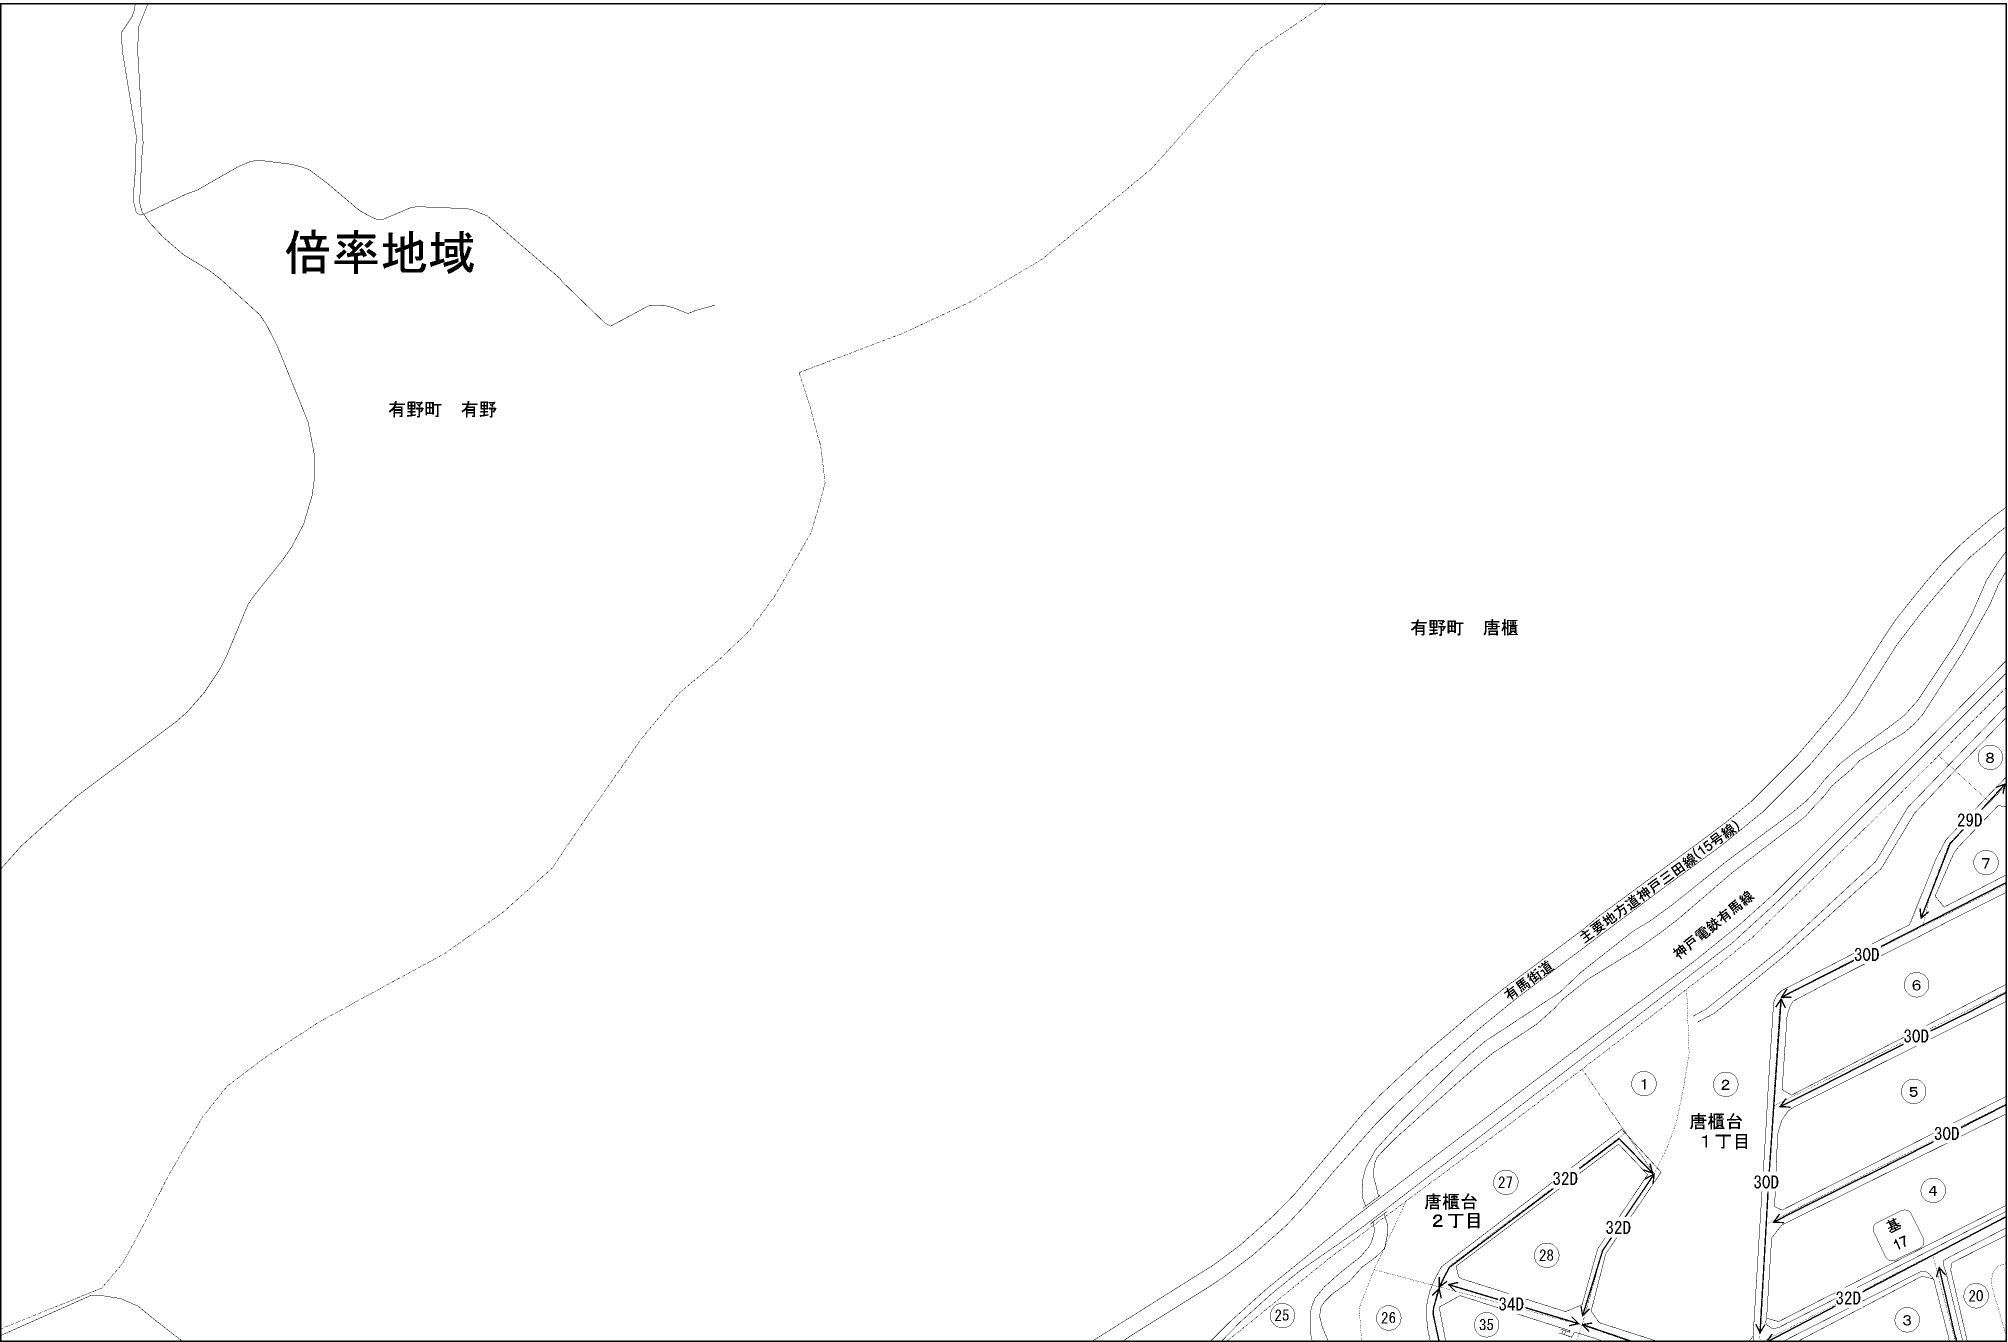 倍率地域
有野町　有野
有野町　唐櫃
8
29D
7
主要地方道神戸三田線(15号線)
神戸電鉄有馬線
有馬街道
30D
6
30D
1
2
5
唐櫃台
1丁目
30D
27
32D
30D
4
唐櫃台
2丁目
32D
基
17
28
32D
34D
20
25
26
35
3